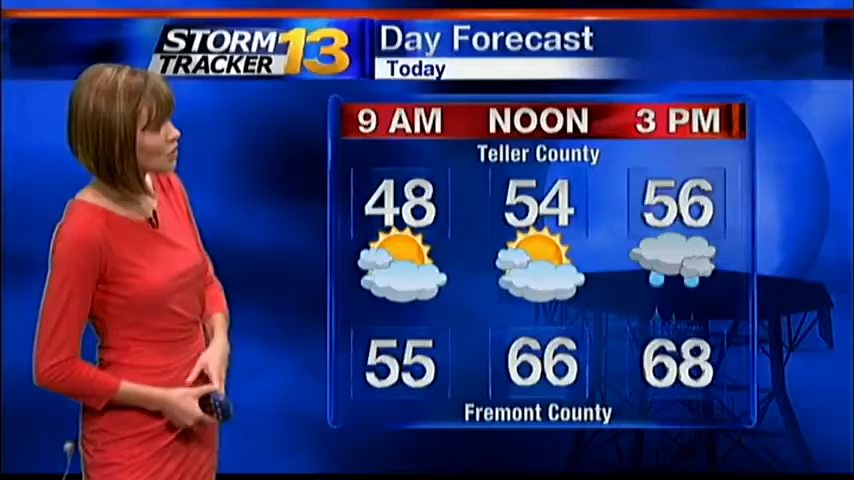 STORM TRACKER 13
Day Forecast
Today
9 AM NOON 3 PM
Teller County
48 54 56
55 66 68
Fremont County